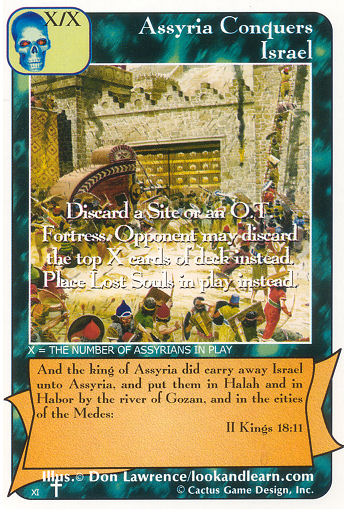 X/X
Assyria Conquers
Israel
Discard a Site or an O.T.
Fortress. Opponent may discard
the top X cards of deck instead.
Place Lost Souls in play instead.
X = THE NUMBER OF ASSYRIANS IN PLAY
And the king of Assyria did carry away Israel
unto Assyria, and put them in Halah and in
Habor by the river of Gozan, and in the cities
of the Medes:
II Kings 18:11
Illus.© Don Lawrence/lookandlearn.com
XI
© Cactus Game Design, Inc.